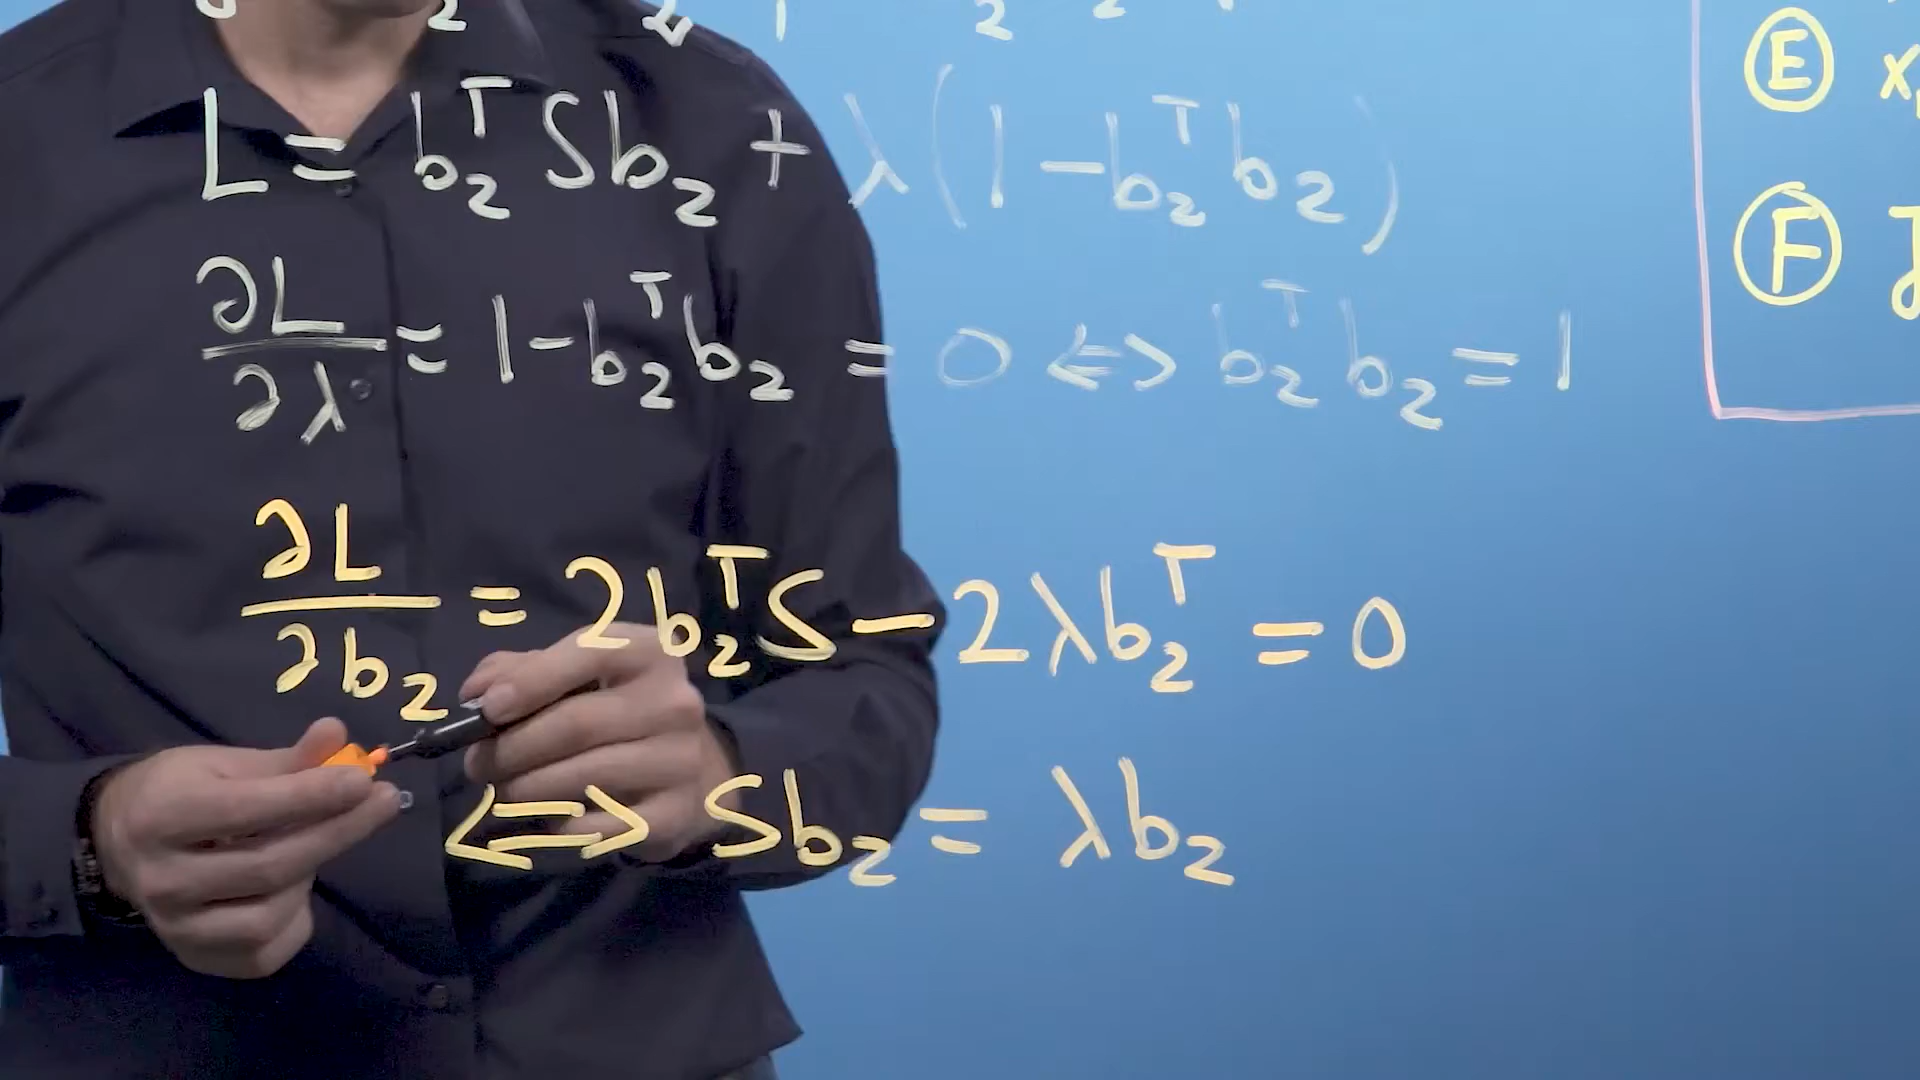 L = b₂ᵀSb₂ + λ(1 - b₂ᵀb₂)
∂L/∂λ = 1 - b₂ᵀb₂ = 0 <=> b₂ᵀb₂ = 1
∂L/∂b₂ = 2b₂ᵀS - 2λb₂ᵀ = 0
<=> Sb₂ = λb₂
E x
F